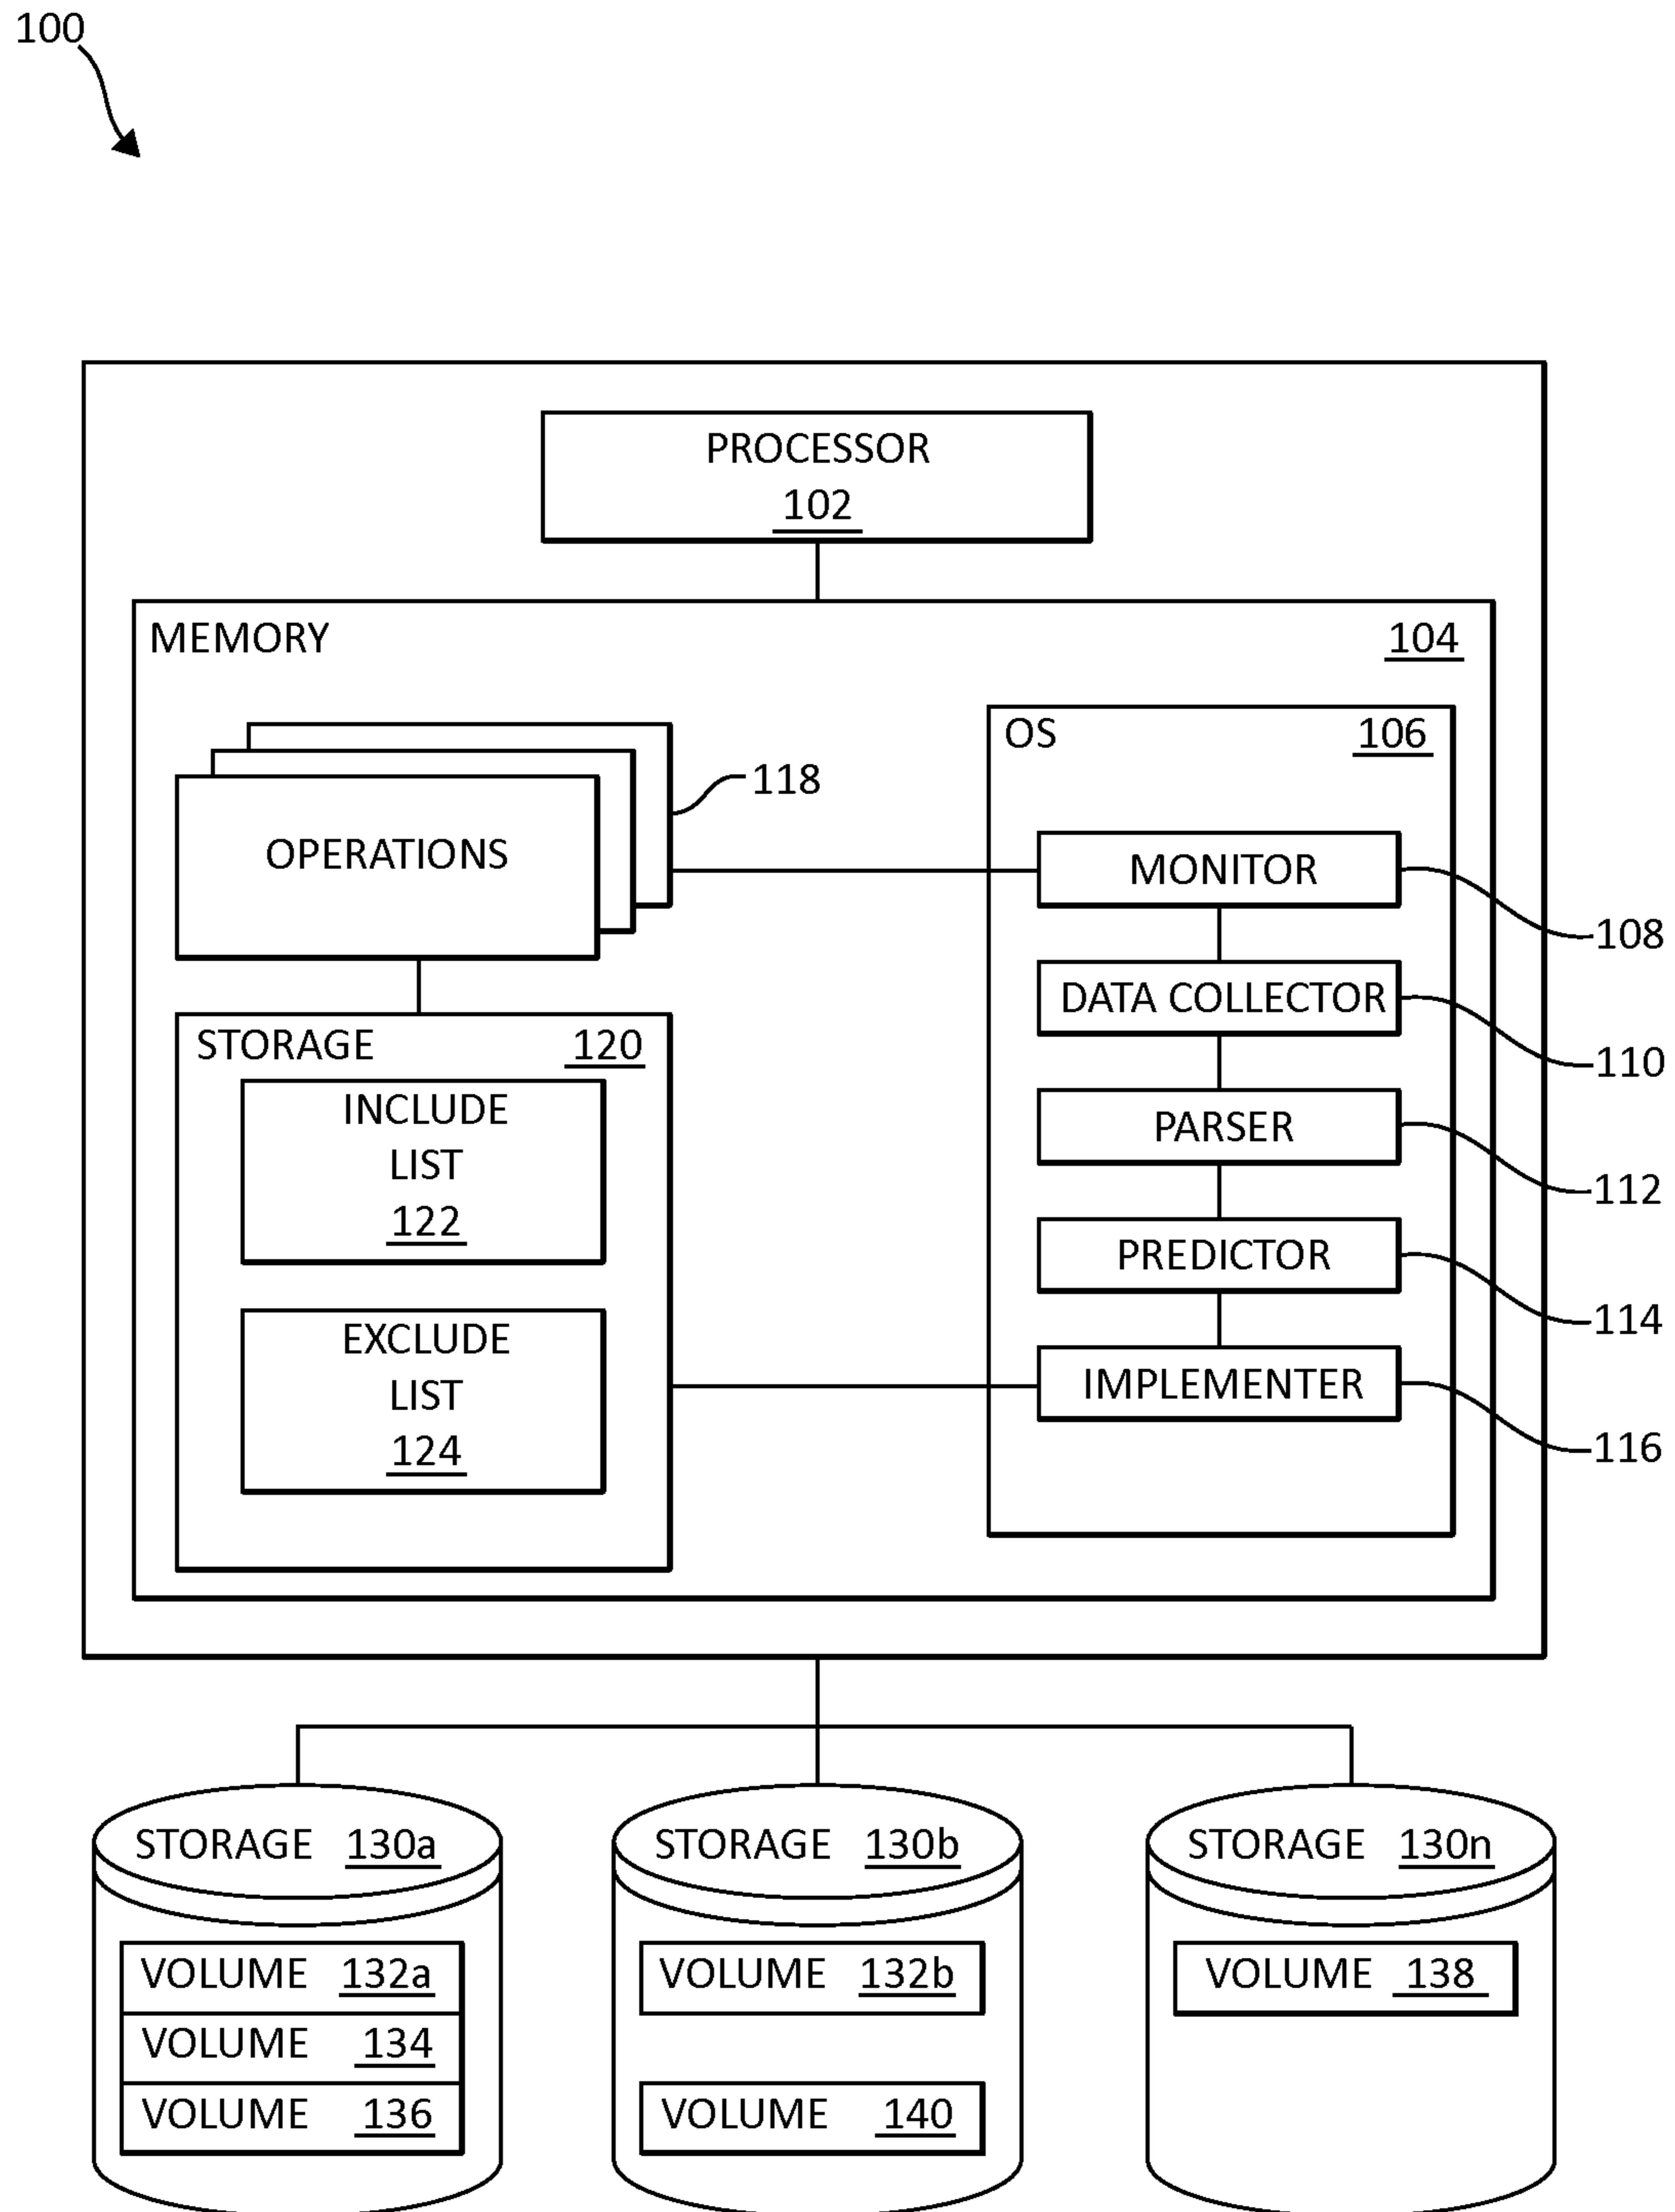 100
PROCESSOR
102
MEMORY
104
OS
106
118
OPERATIONS
MONITOR
108
DATA COLLECTOR
110
STORAGE
120
INCLUDE
LIST
122
PARSER
112
PREDICTOR
114
EXCLUDE
LIST
124
IMPLEMENTER
116
STORAGE 130a
VOLUME 132a
VOLUME 134
VOLUME 136
STORAGE 130b
VOLUME 132b
VOLUME 140
STORAGE 130n
VOLUME 138